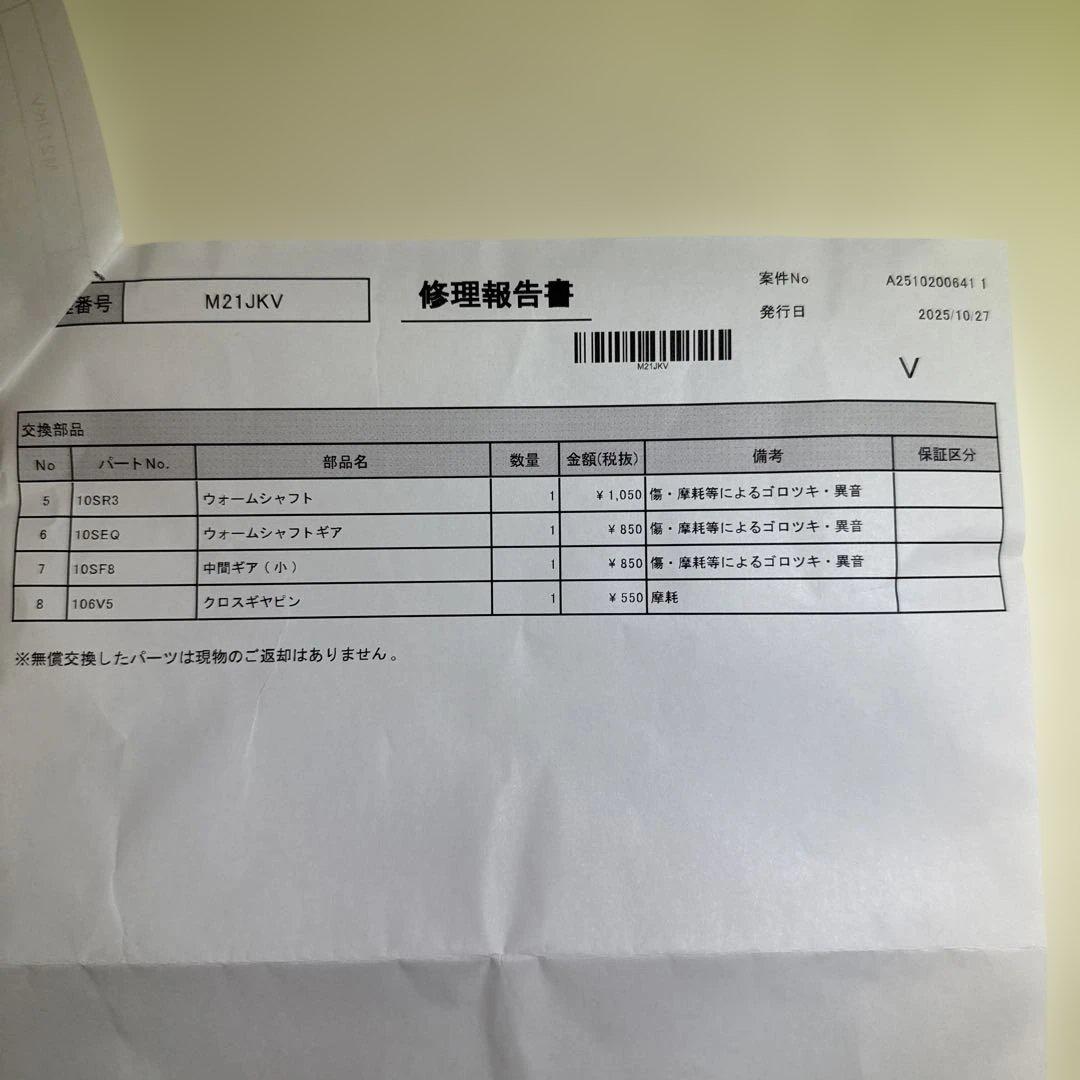 番号 M21JKV
修理報告書
案件No A2510200641 1
発行日 2025/10/27
M21JKV
V
交換部品
No パートNo. 部品名 数量 金額(税抜) 備考 保証区分
5 10SR3 ウォームシャフト 1 ¥1,050 傷・摩耗等によるゴロツキ・異音
6 10SEQ ウォームシャフトギア 1 ¥850 傷・摩耗等によるゴロツキ・異音
7 10SF8 中間ギア(小) 1 ¥850 傷・摩耗等によるゴロツキ・異音
8 106V5 クロスギヤピン 1 ¥550 摩耗
※無償交換したパーツは現物のご返却はありません。